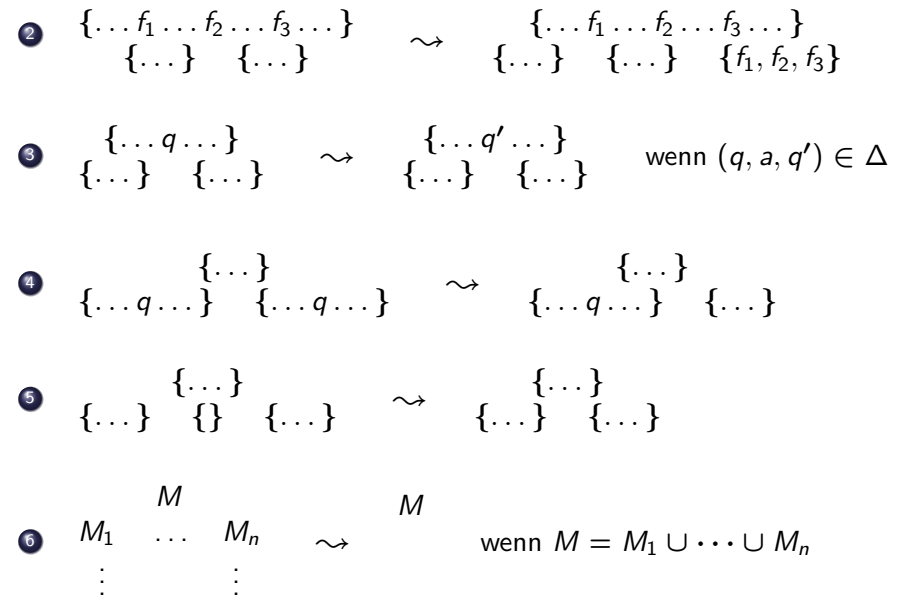 2 {... f₁ ... f₂ ... f₃ ...} ⇝ {... f₁ ... f₂ ... f₃ ...}
{...} {...} {...} {...} {f₁, f₂, f₃}
3 {... q ...} ⇝ {... q′ ...} wenn (q, a, q′) ∈ Δ
{...} {...} {...} {...}
4 {...} ⇝ {...}
{... q ...} {... q ...} {... q ...} {...}
5 {...} ⇝ {...}
{...} {} {...} {...} {...}
M M
6 M₁ ... Mₙ ⇝ wenn M = M₁ ∪ ⋯ ∪ Mₙ
⋮ ⋮